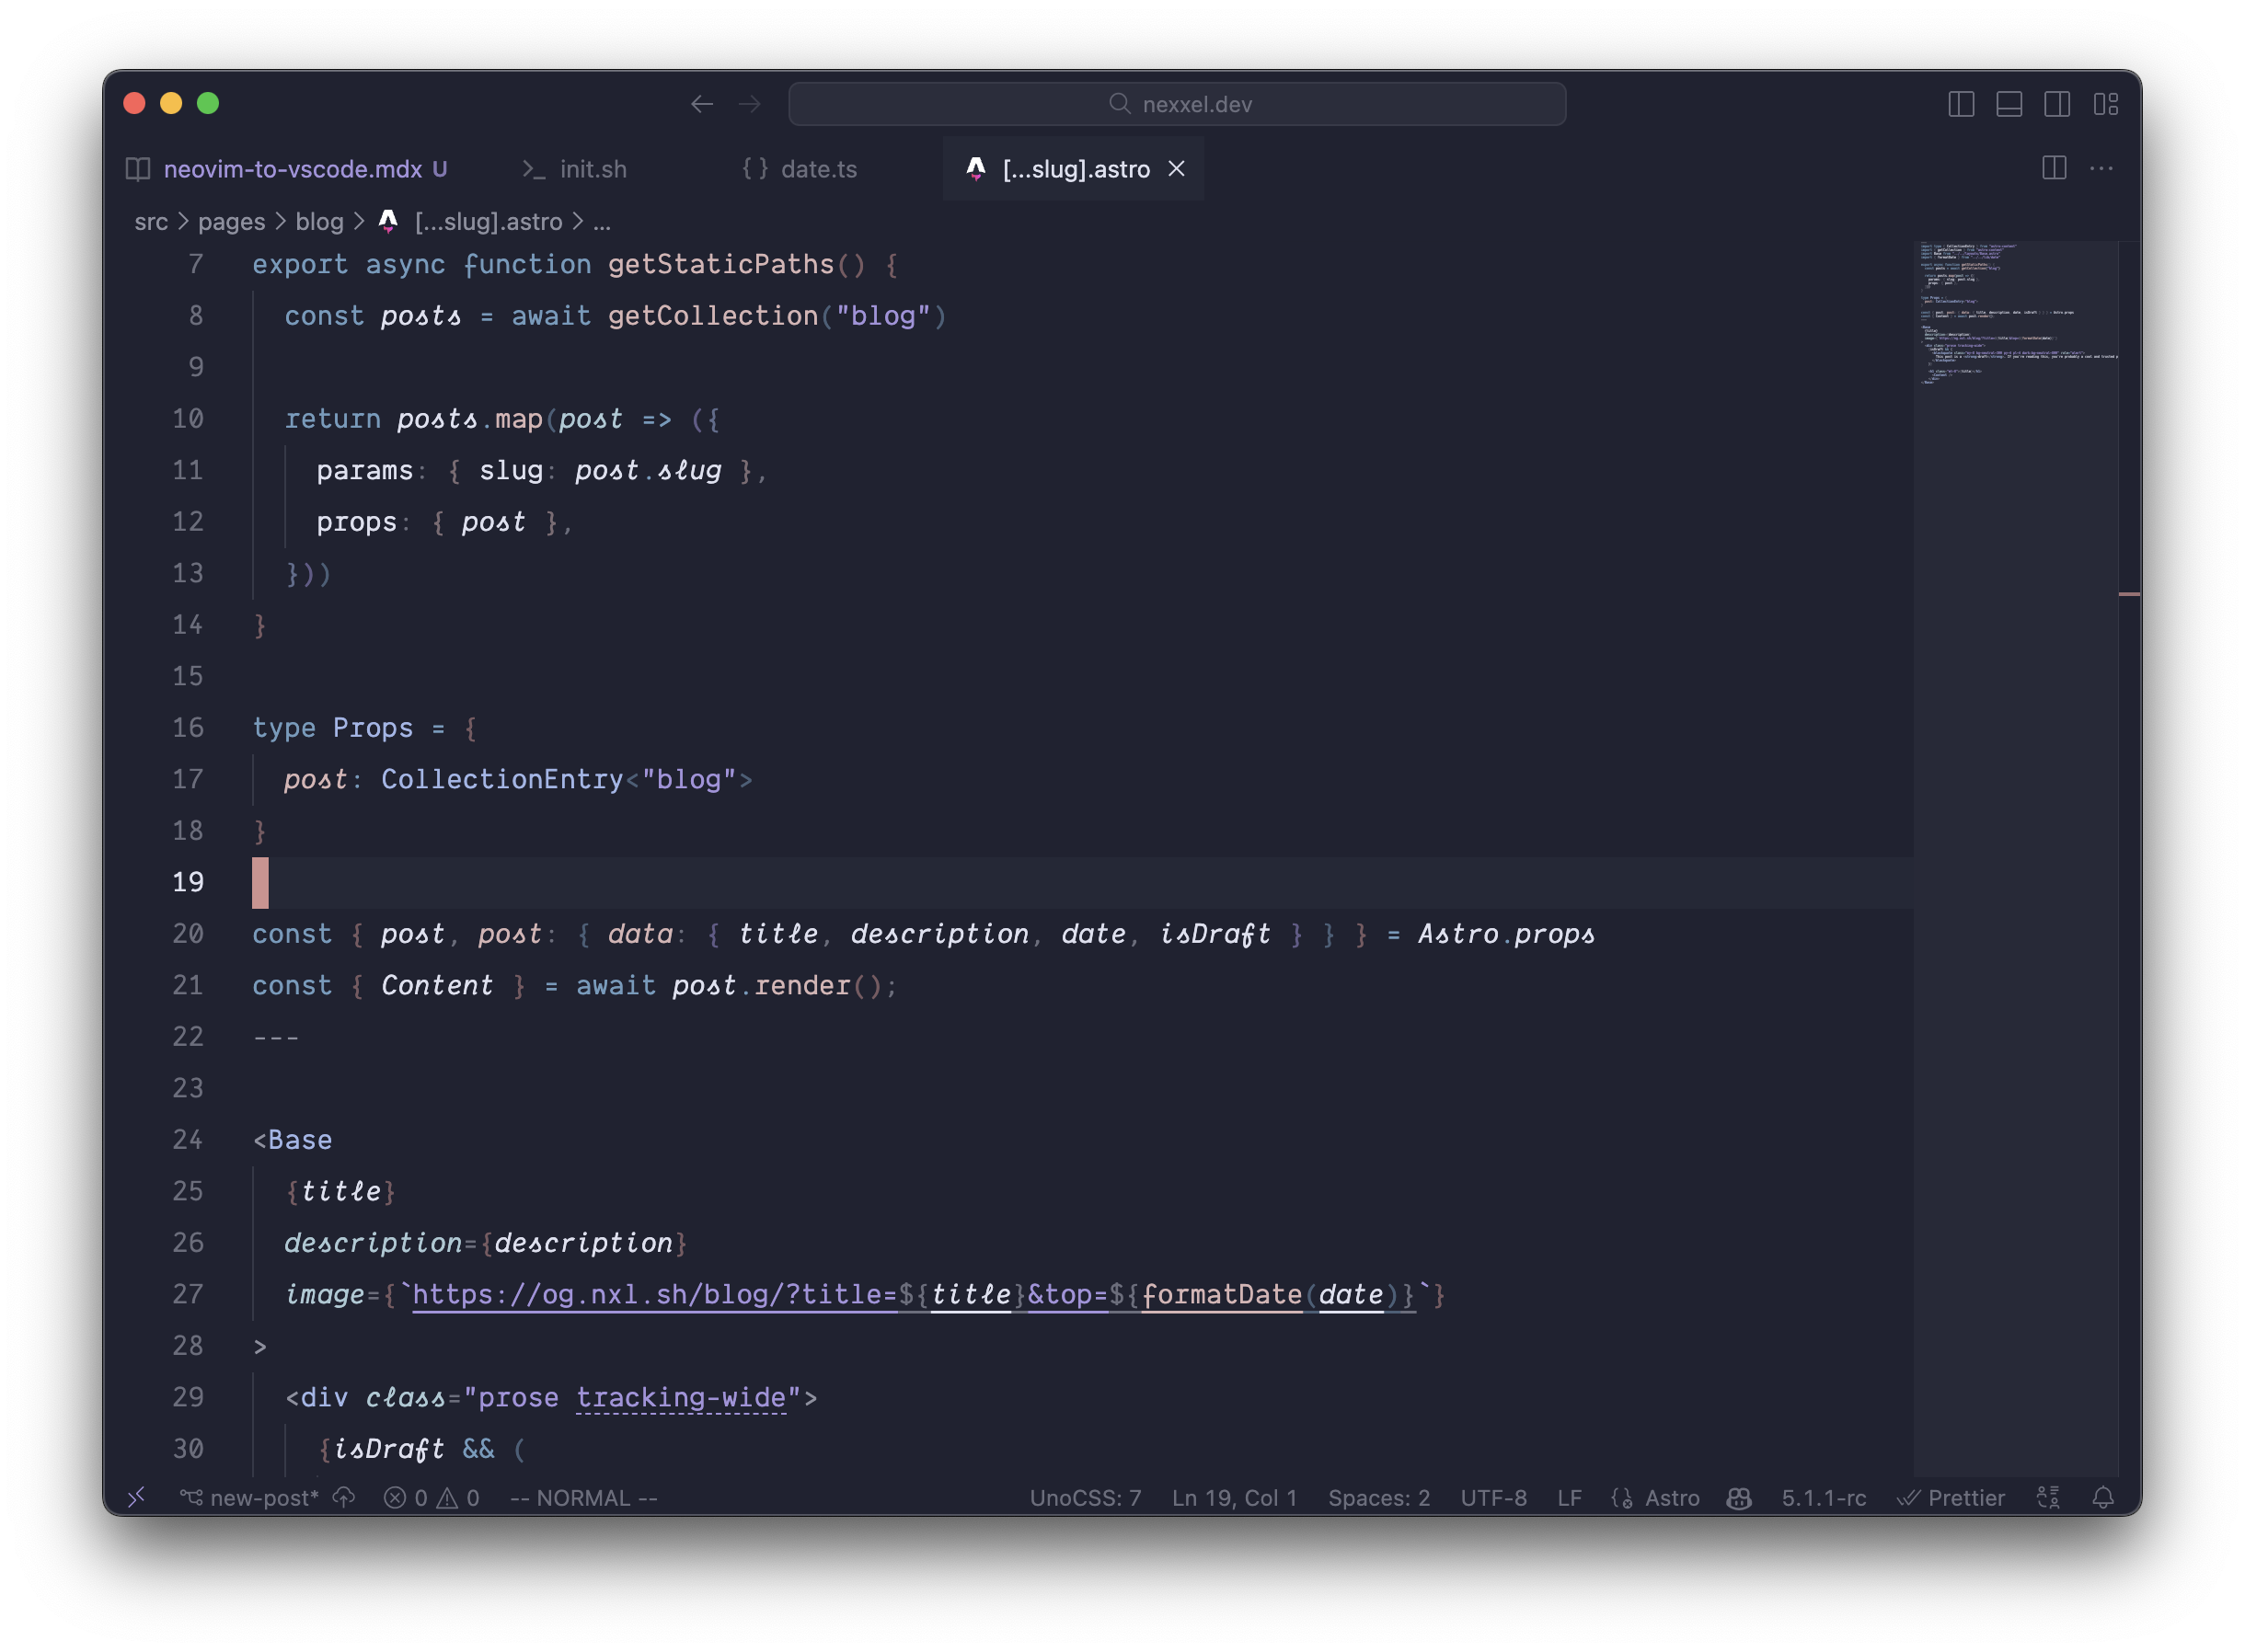 nexxel.dev
neovim-to-vscode.mdx U
init.sh
{ } date.ts
[...slug].astro
src > pages > blog > [...slug].astro > ...
7 export async function getStaticPaths() {
8 const posts = await getCollection("blog")
9
10 return posts.map(post => ({
11 params: { slug: post.slug },
12 props: { post },
13 }))
14 }
15
16 type Props = {
17 post: CollectionEntry<"blog">
18 }
19
20 const { post, post: { data: { title, description, date, isDraft } } } = Astro.props
21 const { Content } = await post.render();
22 ---
23
24 <Base
25 {title}
26 description={description}
27 image={`https://og.nxl.sh/blog/?title=${title}&top=${formatDate(date)}`}
28 >
29 <div class="prose tracking-wide">
30 {isDraft && (
new-post* 0 0 -- NORMAL -- UnoCSS: 7 Ln 19, Col 1 Spaces: 2 UTF-8 LF Astro 5.1.1-rc Prettier